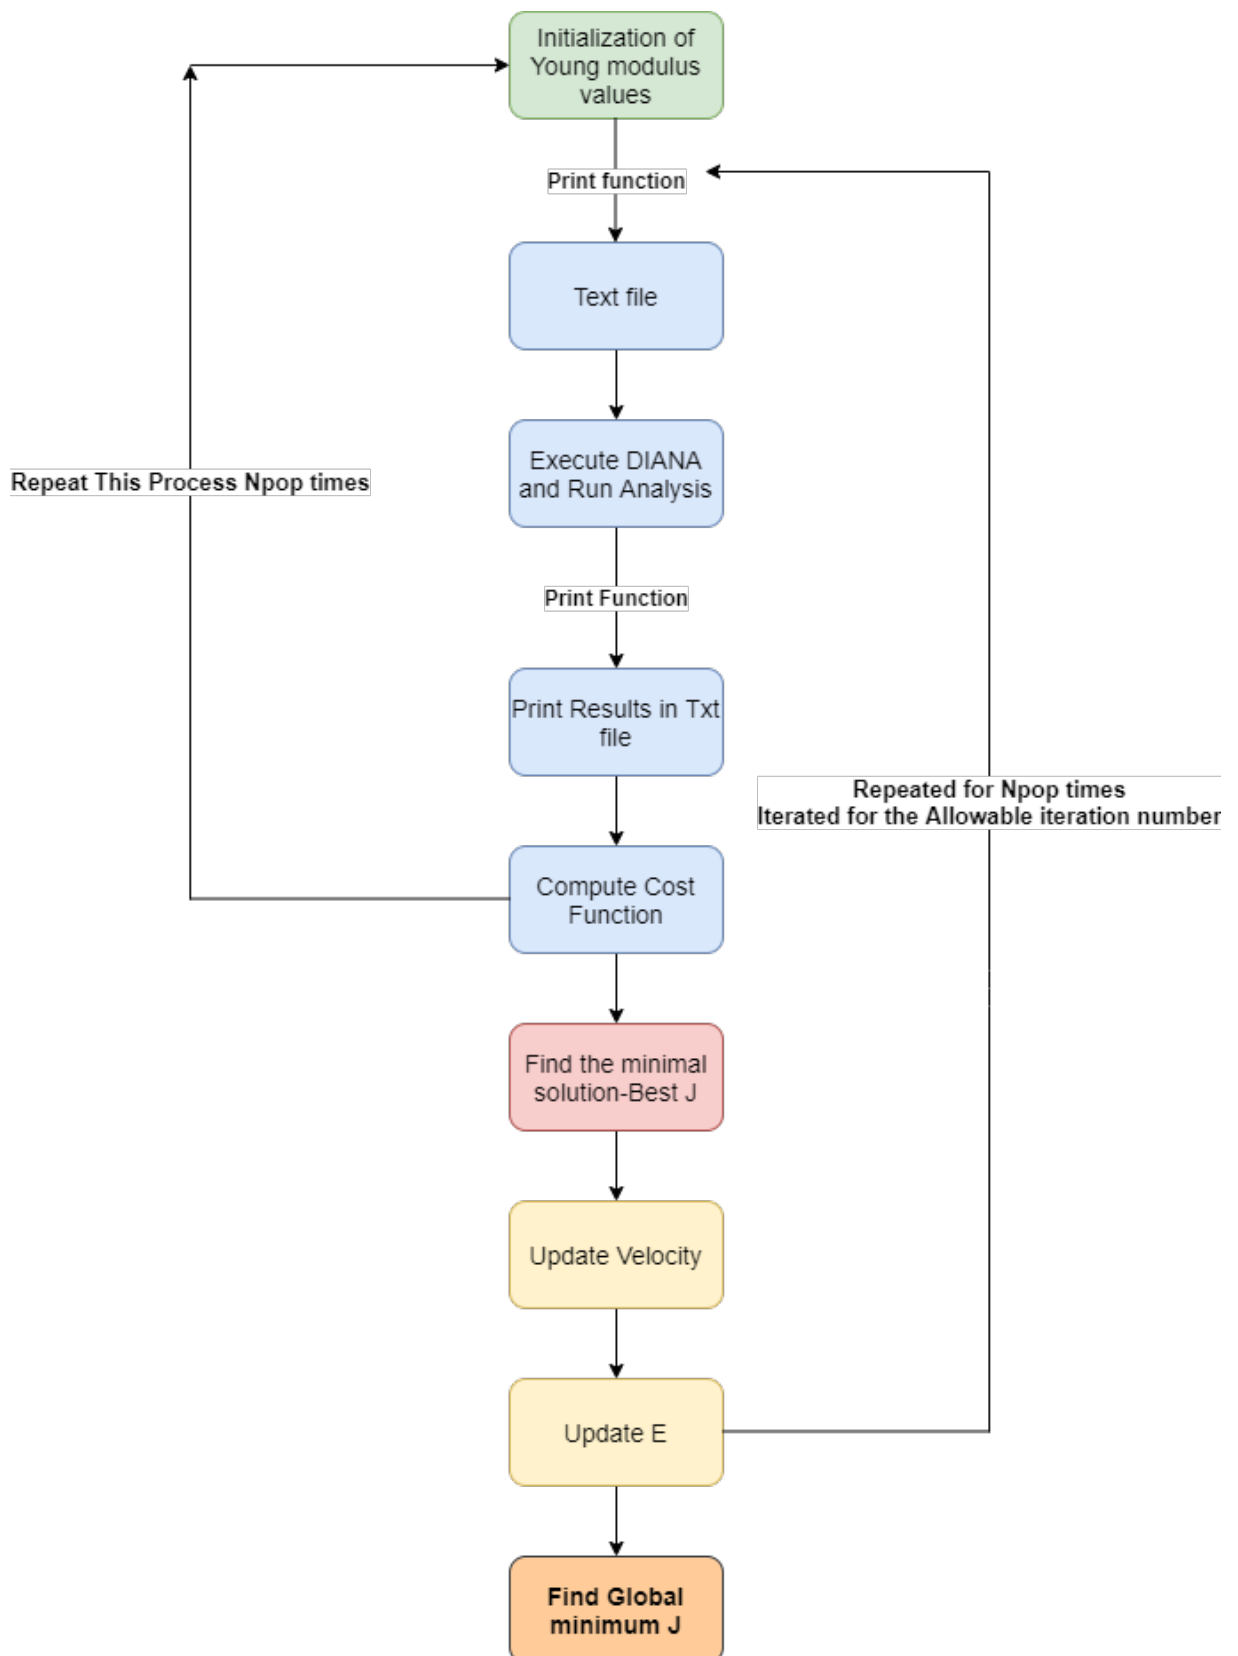 Initialization of
Young modulus
values
Print function
Text file
Execute DIANA
and Run Analysis
Repeat This Process Npop times
Print Function
Print Results in Txt
file
Repeated for Npop times
Iterated for the Allowable iteration number
Compute Cost
Function
Find the minimal
solution-Best J
Update Velocity
Update E
Find Global
minimum J